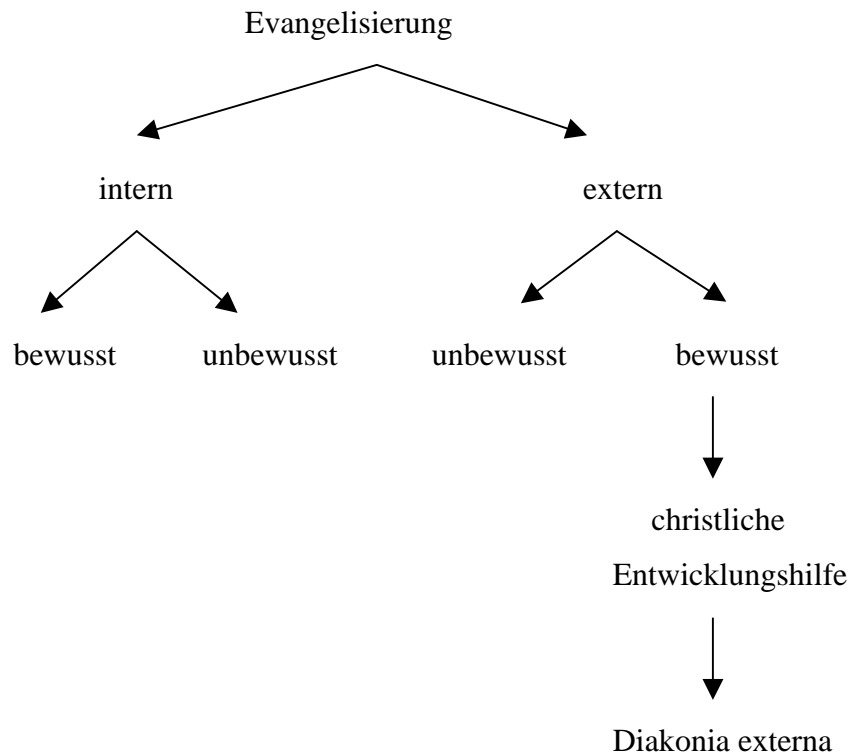 Evangelisierung
intern extern
bewusst unbewusst unbewusst bewusst
christliche
Entwicklungshilfe
Diakonia externa